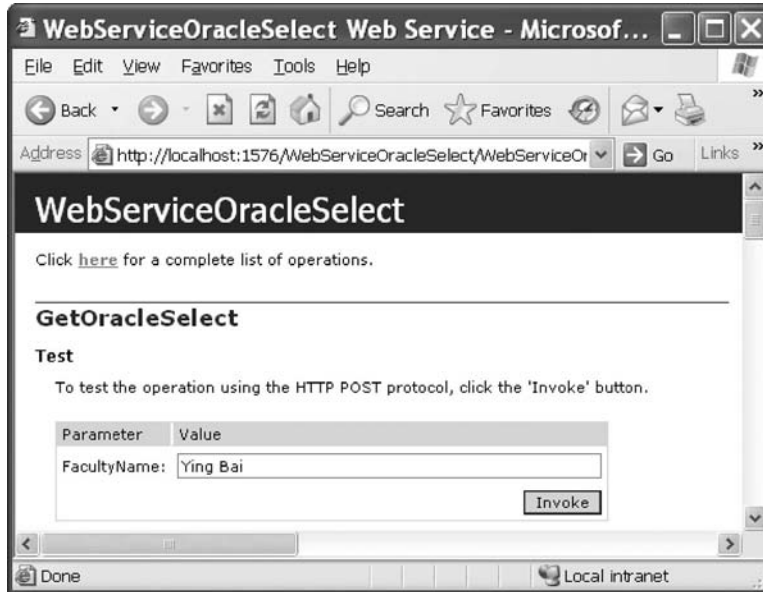 WebServiceOracleSelect Web Service - Microsof...
File Edit View Favorites Tools Help
Back Search Favorites »
Address http://localhost:1576/WebServiceOracleSelect/WebServiceOr Go Links »
WebServiceOracleSelect
Click here for a complete list of operations.
GetOracleSelect
Test
To test the operation using the HTTP POST protocol, click the 'Invoke' button.
Parameter Value
FacultyName: Ying Bai
Invoke
Done Local intranet